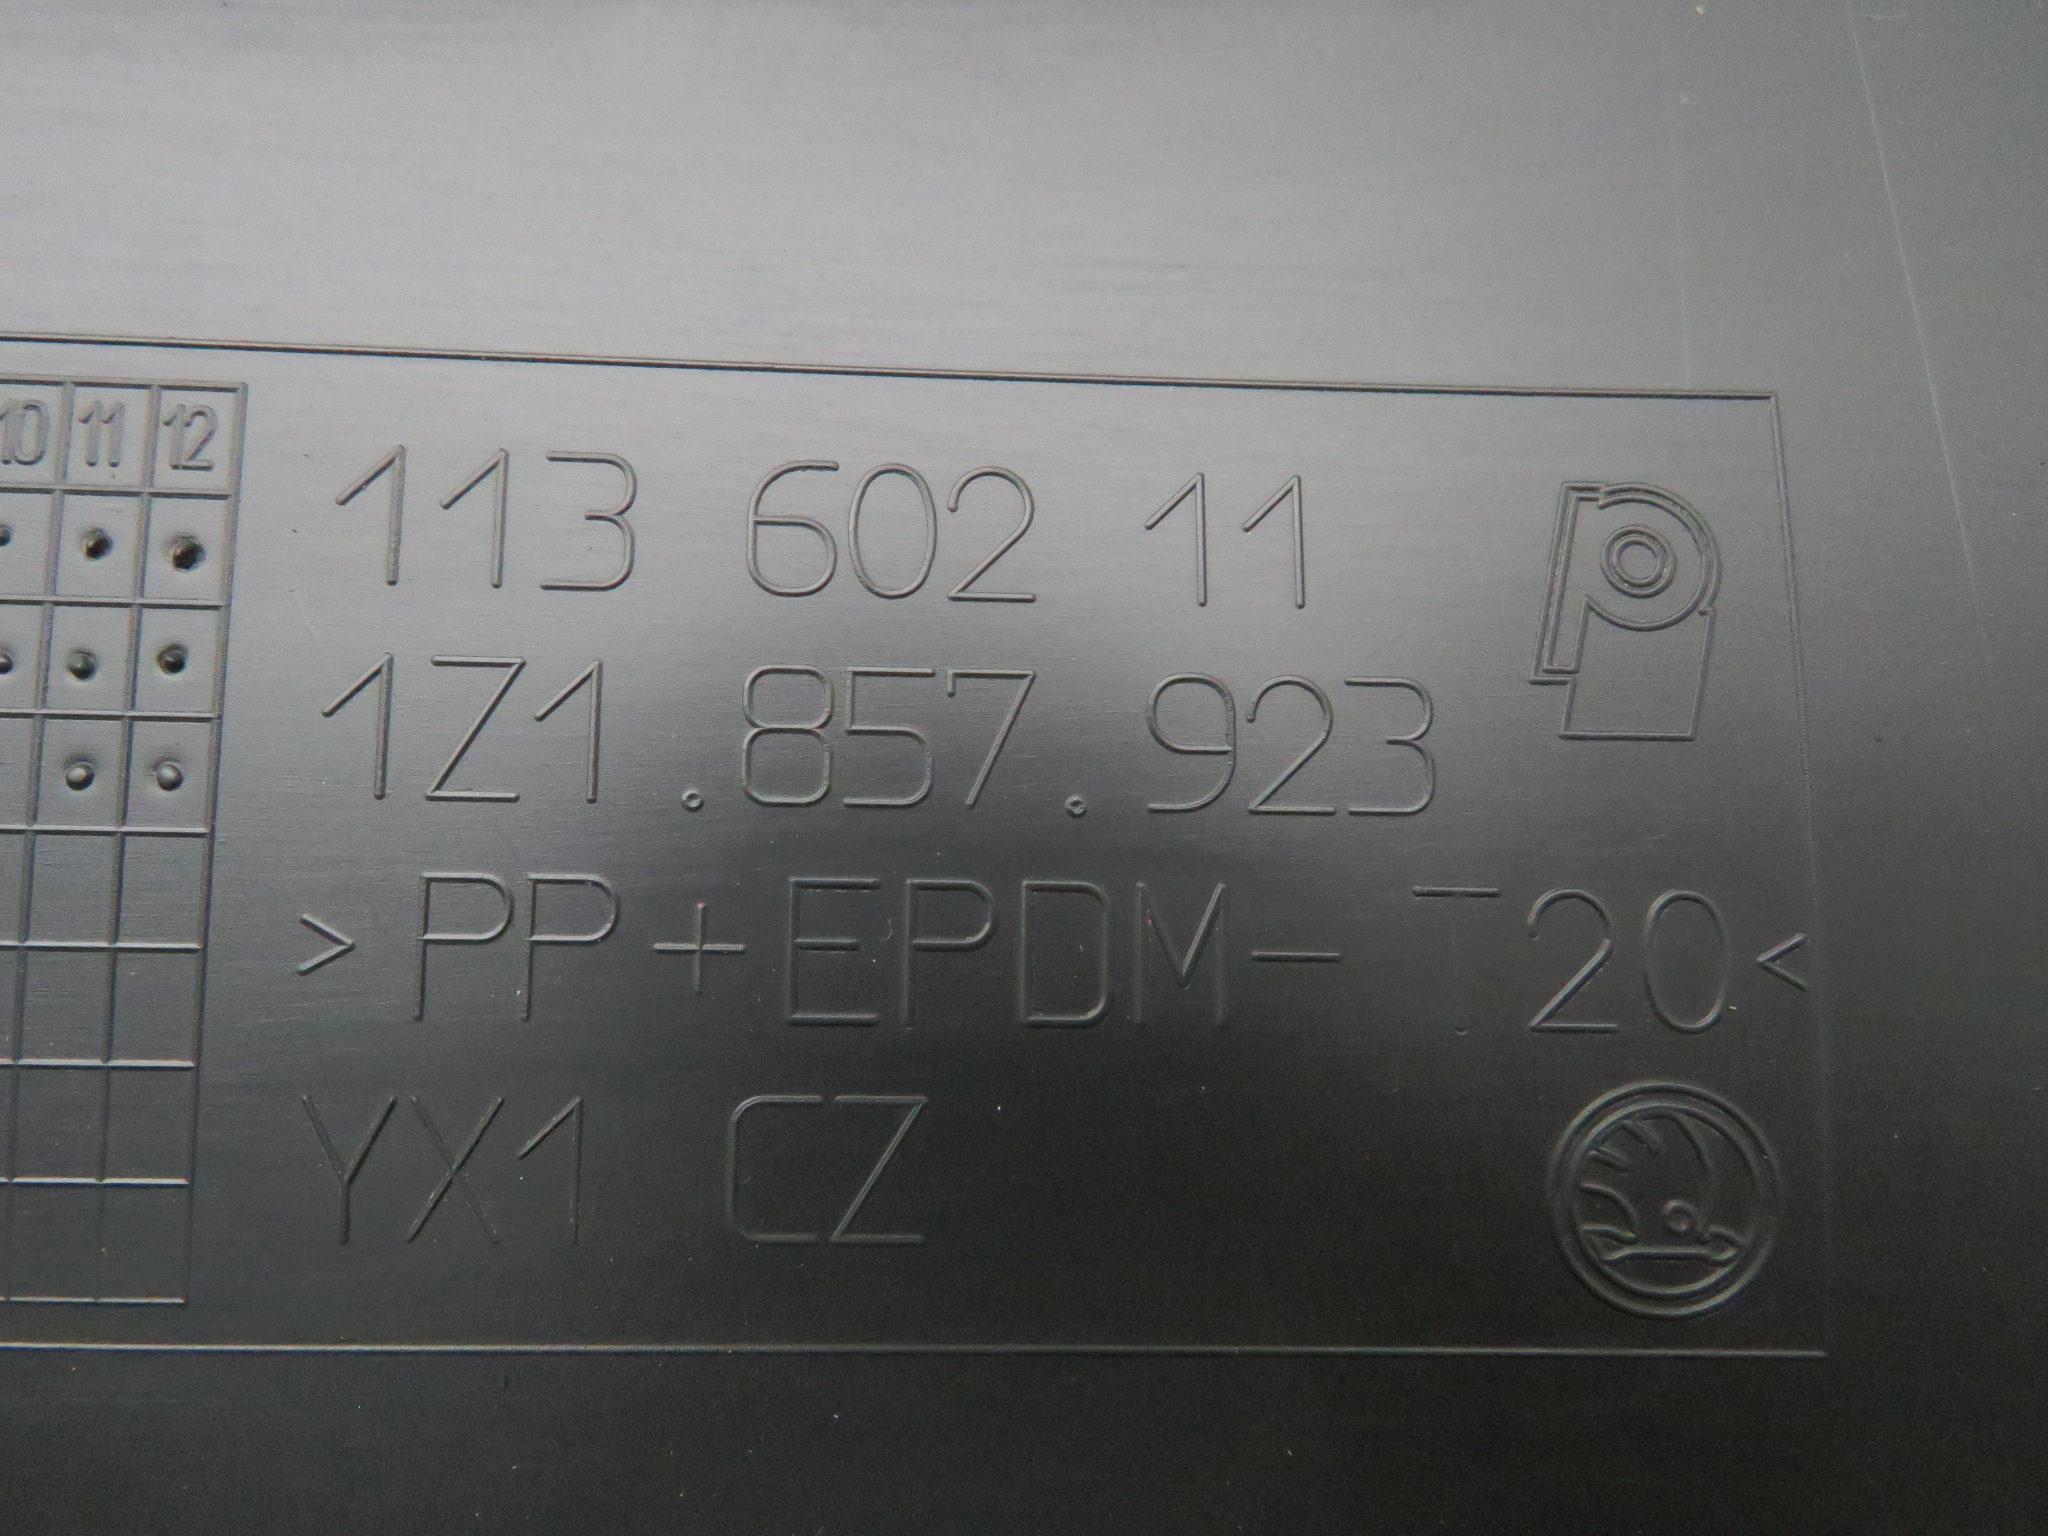 10 11 12
113 602 11
1Z1.857.923
>PP+EPDM-T20<
YX1 CZ